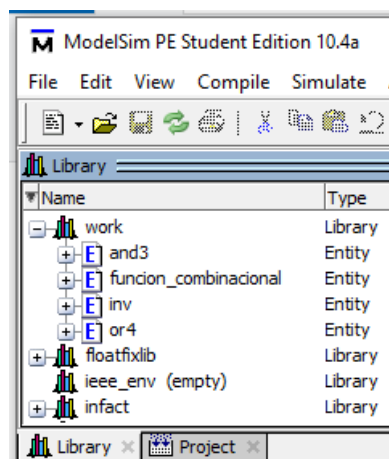 ModelSim PE Student Edition 10.4a
File Edit View Compile Simulate
Library
Name Type
work Library
and3 Entity
funcion_combinacional Entity
inv Entity
or4 Entity
floatfixlib Library
ieee_env (empty) Library
infact Library
Library Project